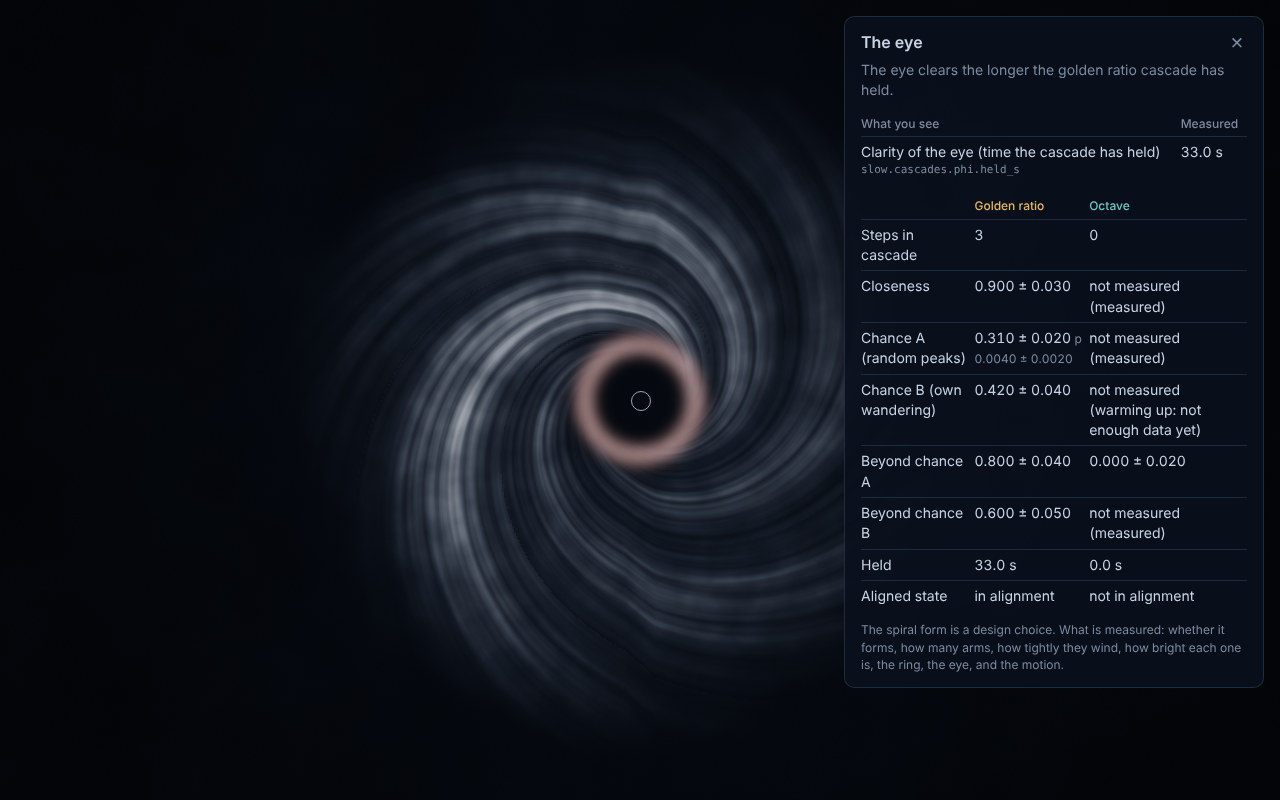 The eye ✕
The eye clears the longer the golden ratio cascade has
held.
What you see Measured
Clarity of the eye (time the cascade has held) 33.0 s
slow.cascades.phi.held_s
Golden ratio Octave
Steps in 3 0
cascade
Closeness 0.900 ± 0.030 not measured
(measured)
Chance A 0.310 ± 0.020 p not measured
(random peaks) 0.0040 ± 0.0020 (measured)
Chance B (own 0.420 ± 0.040 not measured
wandering) (warming up: not
enough data yet)
Beyond chance 0.800 ± 0.040 0.000 ± 0.020
A
Beyond chance 0.600 ± 0.050 not measured
B (measured)
Held 33.0 s 0.0 s
Aligned state in alignment not in alignment
The spiral form is a design choice. What is measured: whether it
forms, how many arms, how tightly they wind, how bright each one
is, the ring, the eye, and the motion.